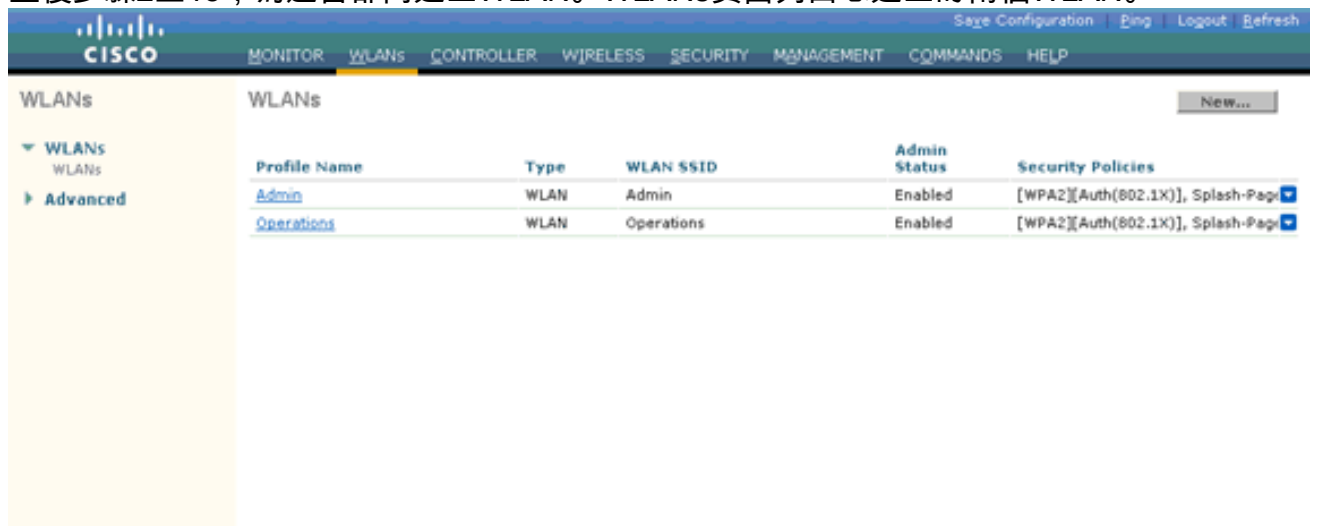 Save Configuration Ping Logout Refresh
CISCO
MONITOR WLANs CONTROLLER WIRELESS SECURITY MANAGEMENT COMMANDS HELP
WLANs
WLANs
WLANs
Advanced
WLANs
New...
Profile Name Type WLAN SSID Admin Status Security Policies
Admin WLAN Admin Enabled [WPA2][Auth(802.1X)], Splash-Pag
Operations WLAN Operations Enabled [WPA2][Auth(802.1X)], Splash-Pag